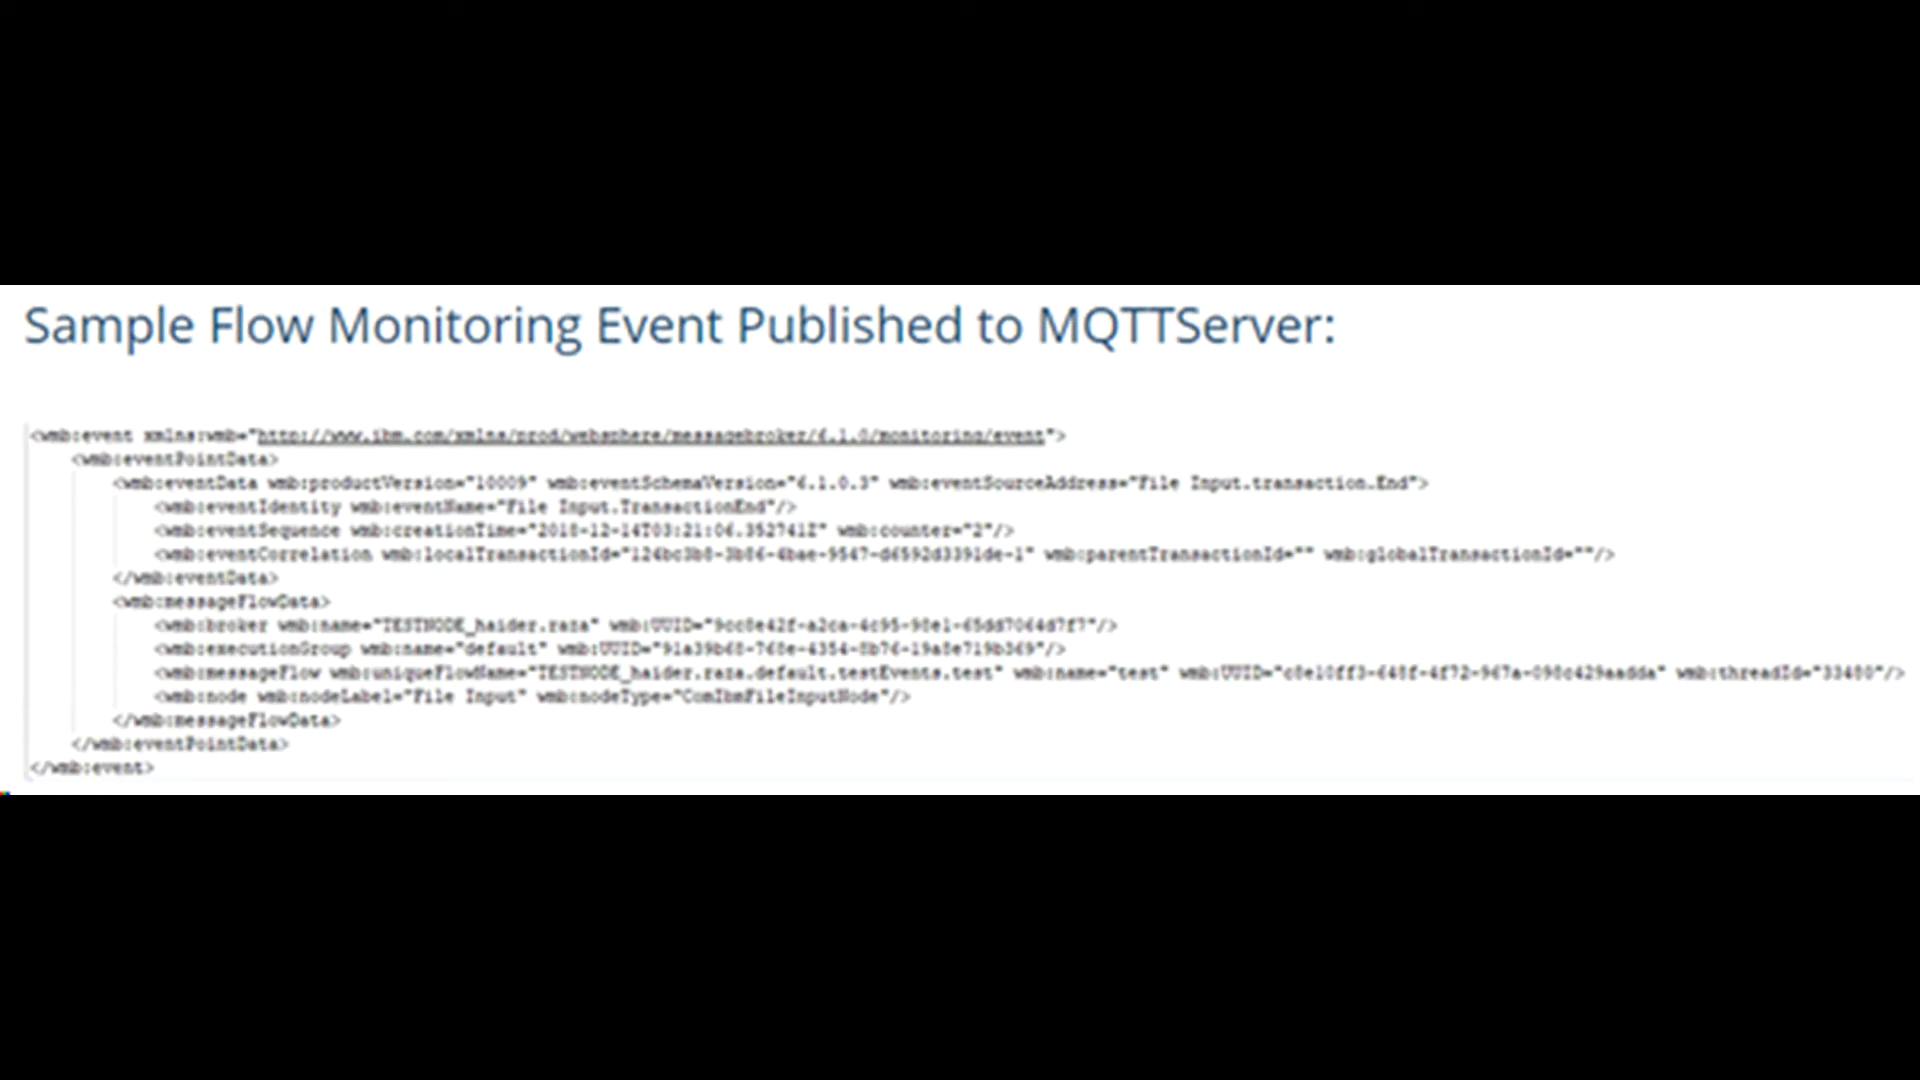 Sample Flow Monitoring Event Published to MQTTServer:
<wmb:event xmlns:wmb="http://www.ibm.com/xmlns/prod/websphere/messagebroker/6.1.0/monitoring/event">
<wmb:eventPointData>
<wmb:eventData wmb:productVersion="10009" wmb:eventSchemaVersion="6.1.0.3" wmb:eventSourceAddress="File Input.transaction.End">
<wmb:eventIdentity wmb:eventName="File Input.TransactionEnd"/>
<wmb:eventSequence wmb:creationTime="2018-12-14T03:21:06.352741Z" wmb:counter="2"/>
<wmb:eventCorrelation wmb:localTransactionId="124bc3b8-3b86-4bae-9547-d6592d3391de-1" wmb:parentTransactionId="" wmb:globalTransactionId=""/>
</wmb:eventData>
<wmb:messageFlowData>
<wmb:broker wmb:name="TESTNODE_haider.raza" wmb:UUID="9cc8e42f-a2ca-4c95-98e1-65dd7064d7f7"/>
<wmb:executionGroup wmb:name="default" wmb:UUID="91a39b68-768e-4354-8b76-19a8e719b369"/>
<wmb:messageFlow wmb:uniqueFlowName="TESTNODE_haider.raza.default.testEvents.test" wmb:name="test" wmb:UUID="c8e10ff3-648f-4f72-967a-098c429aadda" wmb:threadId="33480"/>
<wmb:node wmb:nodeLabel="File Input" wmb:nodeType="ComIbmFileInputNode"/>
</wmb:messageFlowData>
</wmb:eventPointData>
</wmb:event>